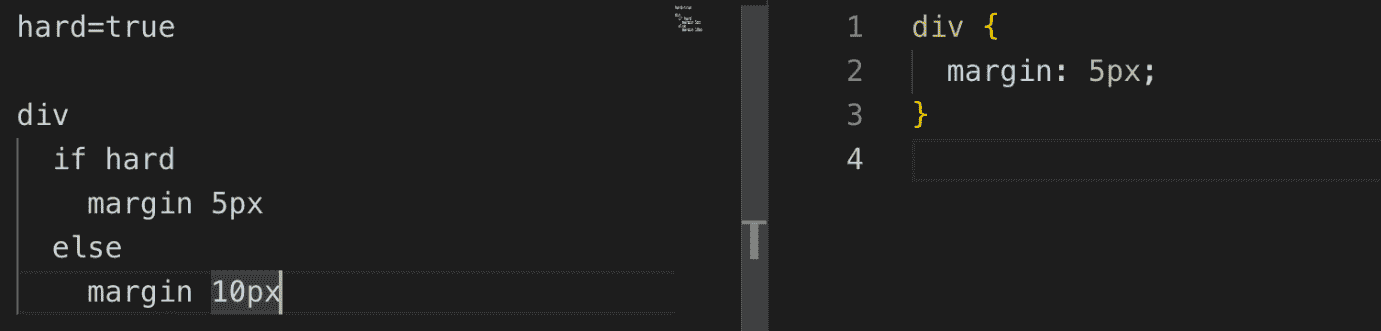 hard=true
div
if hard
margin 5px
else
margin 10px
1 div {
2 margin: 5px;
3 }
4